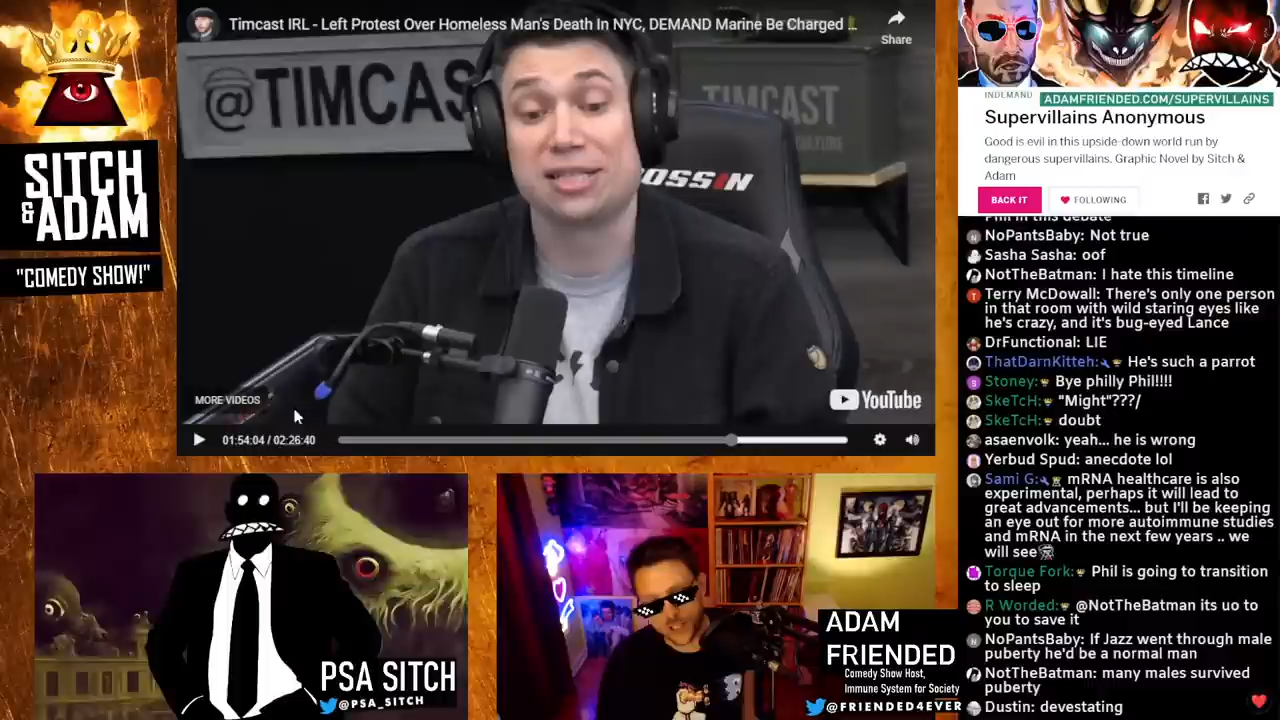 Timcast IRL - Left Protest Over Homeless Man's Death In NYC, DEMAND Marine Be Charged ...
Share
@TIMCAS
TIMCAST
CULTURE
MORE VIDEOS
YouTube
01:54:04 / 02:26:40
SITCH
& ADAM
"COMEDY SHOW!"
INDEMAND
ADAMFRIENDED.COM/SUPERVILLAINS
Supervillains Anonymous
Good is evil in this upside-down world run by
dangerous supervillains. Graphic Novel by Sitch &
Adam
BACK IT
FOLLOWING
Phil in this debate
NoPantsBaby: Not true
Sasha Sasha: oof
NotTheBatman: I hate this timeline
Terry McDowall: There's only one person
in that room with wild staring eyes like
he's crazy, and it's bug-eyed Lance
DrFunctional: LIE
ThatDarnKitteh: He's such a parrot
Stoney: Bye philly Phil!!!!
SkeTcH: "Might"???/
SkeTcH: doubt
asaenvolk: yeah... he is wrong
Yerbud Spud: anecdote lol
Sami G: mRNA healthcare is also
experimental, perhaps it will lead to
great advancements... but I'll be keeping
an eye out for more autoimmune studies
and mRNA in the next few years .. we
will see
Torque Fork: Phil is going to transition
to sleep
R Worded: @NotTheBatman its uo to
you to save it
NoPantsBaby: If Jazz went through male
puberty he'd be a normal man
NotTheBatman: many males survived
puberty
Dustin: devastating
PSA SITCH
@PSA_SITCH
ADAM
FRIENDED
Comedy Show Host,
Immune System for Society
@FRIENDED4EVER